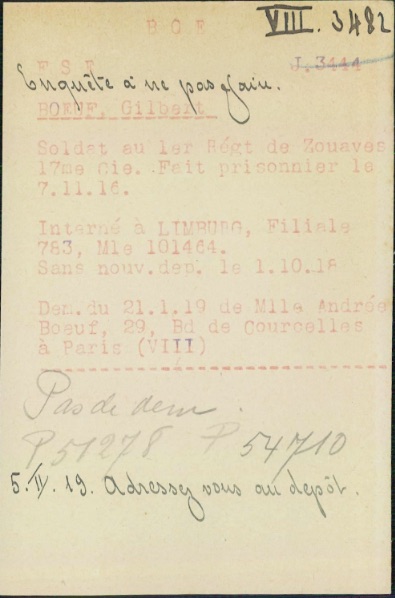 B O E
VIII. 3482
F S E
J.3444
Enquête à ne pas faire.
BOEUF, Gilbert
Soldat au 1er Régt de Zouaves
17me Cie. Fait prisonnier le
7.11.16.
Interné à LIMBURG, Filiale
783, Mle 101464.
Sans nouv.dep. le 1.10.18
Dem.du 21.1.19 de Mlle Andrée
Boeuf, 29, Bd de Courcelles
à Paris (VIII)
Pas de dem.
P 51278 P 54710
5.II.19. Adressez vous au depôt.